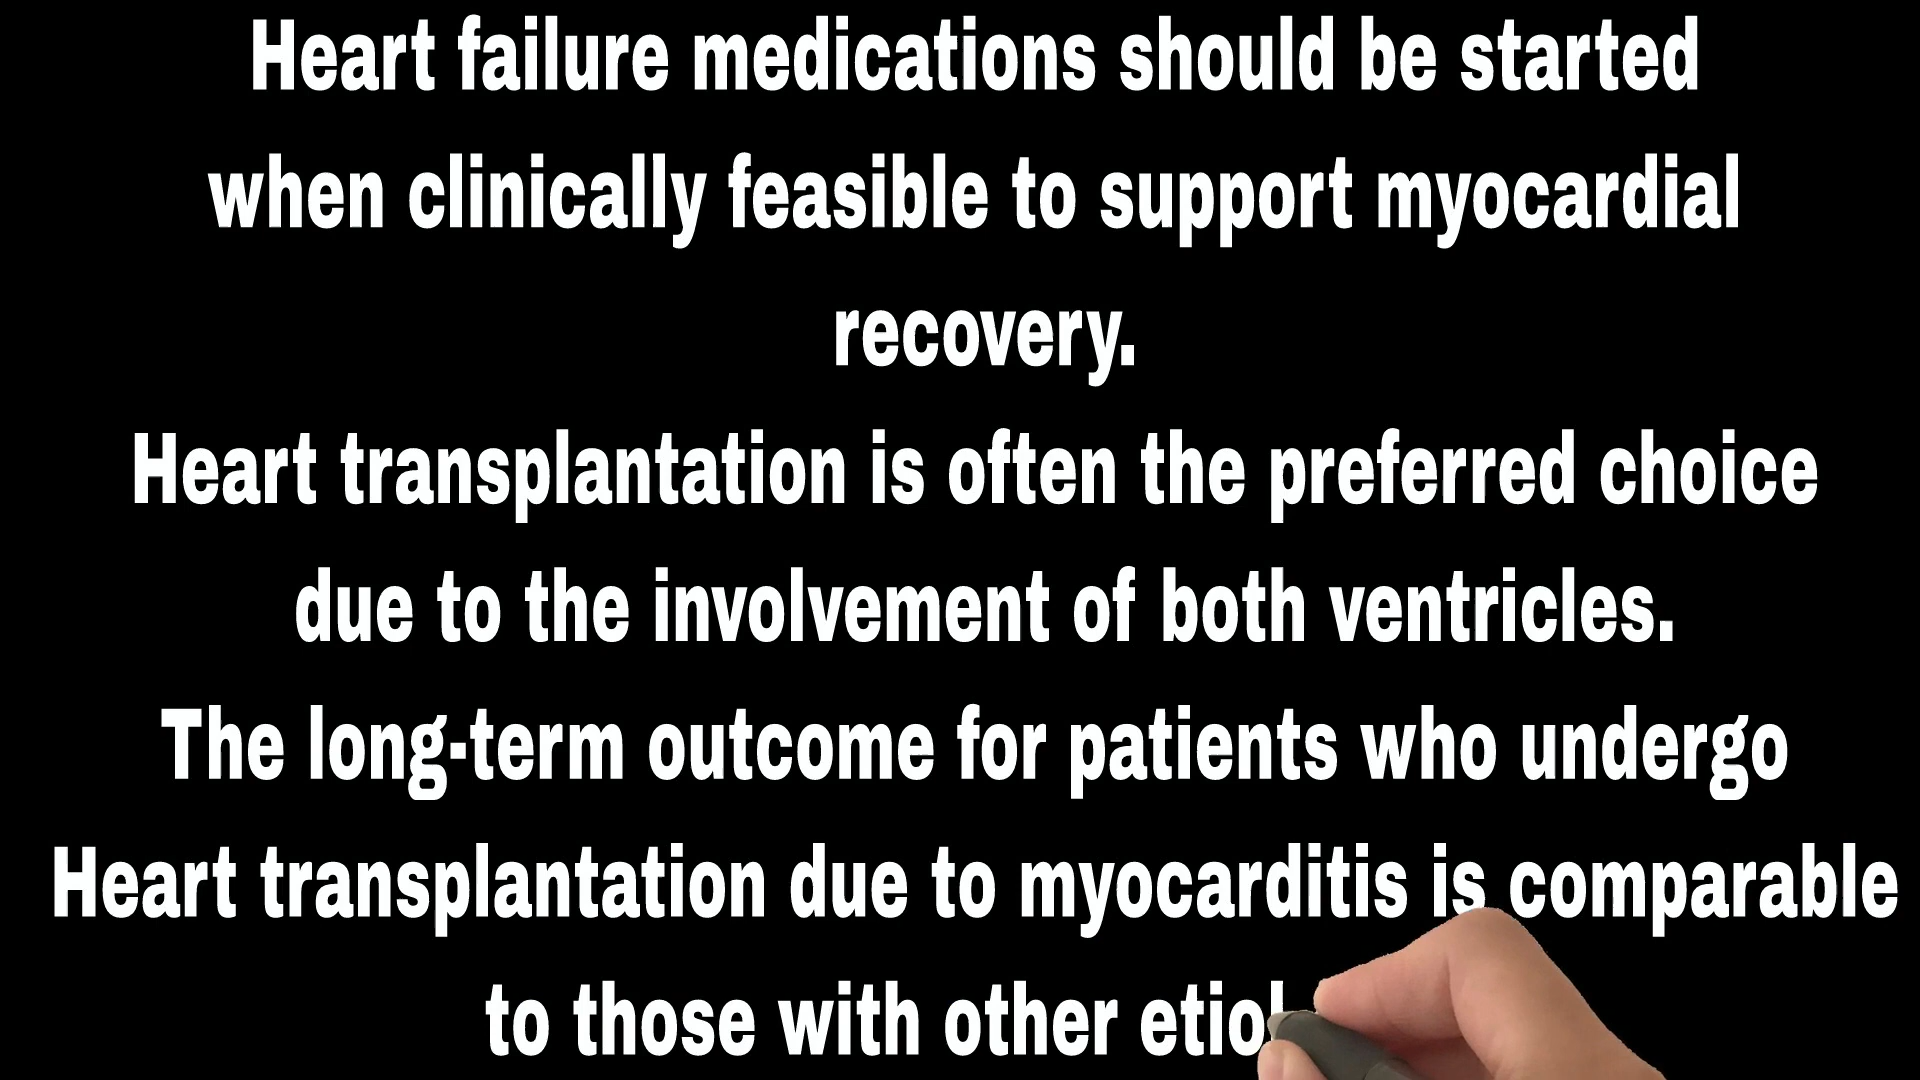 Heart failure medications should be started
when clinically feasible to support myocardial
recovery.
Heart transplantation is often the preferred choice
due to the involvement of both ventricles.
The long-term outcome for patients who undergo
Heart transplantation due to myocarditis is comparable
to those with other